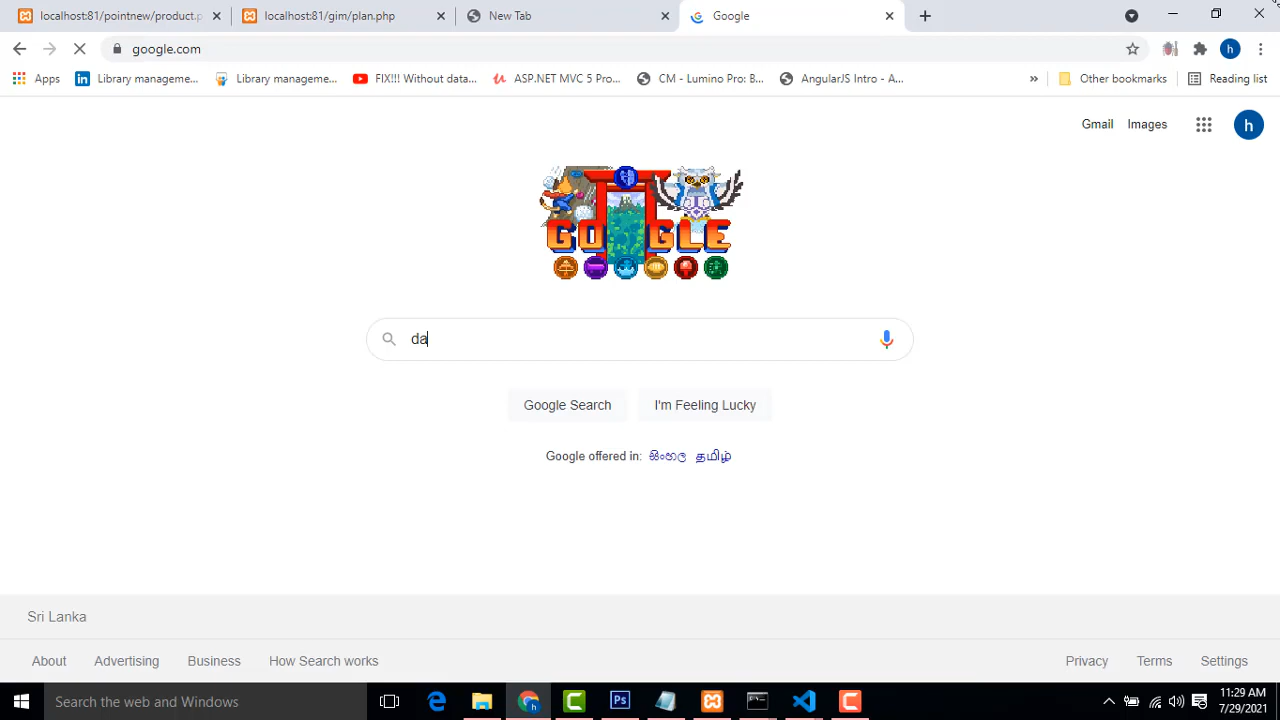 localhost:81/pointnew/product.p
localhost:81/gim/plan.php
New Tab
Google
google.com
Apps
Library manageme...
Library manageme...
FIX!!! Without data...
ASP.NET MVC 5 Pro...
CM - Lumino Pro: B...
AngularJS Intro - A...
»
Other bookmarks
Reading list
h
Gmail
Images
h
GOOGLE
da
Google Search
I'm Feeling Lucky
Google offered in: සිංහල தமிழ்
Sri Lanka
About
Advertising
Business
How Search works
Privacy
Terms
Settings
Search the web and Windows
h
Ps
11:29 AM
7/29/2021